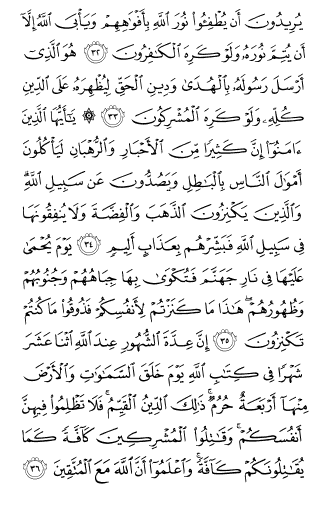 يُرِيدُونَ أَن يُطْفِـُٔوا۟ نُورَ ٱللَّهِ بِأَفْوَٰهِهِمْ وَيَأْبَى ٱللَّهُ إِلَّآ
أَن يُتِمَّ نُورَهُۥ وَلَوْ كَرِهَ ٱلْكَٰفِرُونَ ٣٢ هُوَ ٱلَّذِىٓ
أَرْسَلَ رَسُولَهُۥ بِٱلْهُدَىٰ وَدِينِ ٱلْحَقِّ لِيُظْهِرَهُۥ عَلَى ٱلدِّينِ
كُلِّهِۦ وَلَوْ كَرِهَ ٱلْمُشْرِكُونَ ٣٣ ۞ يَٰٓأَيُّهَا ٱلَّذِينَ
ءَامَنُوٓا۟ إِنَّ كَثِيرًا مِّنَ ٱلْأَحْبَارِ وَٱلرُّهْبَانِ لَيَأْكُلُونَ
أَمْوَٰلَ ٱلنَّاسِ بِٱلْبَٰطِلِ وَيَصُدُّونَ عَن سَبِيلِ ٱللَّهِ ۗ
وَٱلَّذِينَ يَكْنِزُونَ ٱلذَّهَبَ وَٱلْفِضَّةَ وَلَا يُنفِقُونَهَا
فِى سَبِيلِ ٱللَّهِ فَبَشِّرْهُم بِعَذَابٍ أَلِيمٍ ٣٤ يَوْمَ يُحْمَىٰ
عَلَيْهَا فِى نَارِ جَهَنَّمَ فَتُكْوَىٰ بِهَا جِبَاهُهُمْ وَجُنُوبُهُمْ
وَظُهُورُهُمْ ۖ هَٰذَا مَا كَنَزْتُمْ لِأَنفُسِكُمْ فَذُوقُوا۟ مَا كُنتُمْ
تَكْنِزُونَ ٣٥ إِنَّ عِدَّةَ ٱلشُّهُورِ عِندَ ٱللَّهِ ٱثْنَا عَشَرَ
شَهْرًا فِى كِتَٰبِ ٱللَّهِ يَوْمَ خَلَقَ ٱلسَّمَٰوَٰتِ وَٱلْأَرْضَ
مِنْهَآ أَرْبَعَةٌ حُرُمٌ ۚ ذَٰلِكَ ٱلدِّينُ ٱلْقَيِّمُ ۚ فَلَا تَظْلِمُوا۟ فِيهِنَّ
أَنفُسَكُمْ ۚ وَقَٰتِلُوا۟ ٱلْمُشْرِكِينَ كَآفَّةً كَمَا
يُقَٰتِلُونَكُمْ كَآفَّةً ۚ وَٱعْلَمُوٓا۟ أَنَّ ٱللَّهَ مَعَ ٱلْمُتَّقِينَ ٣٦